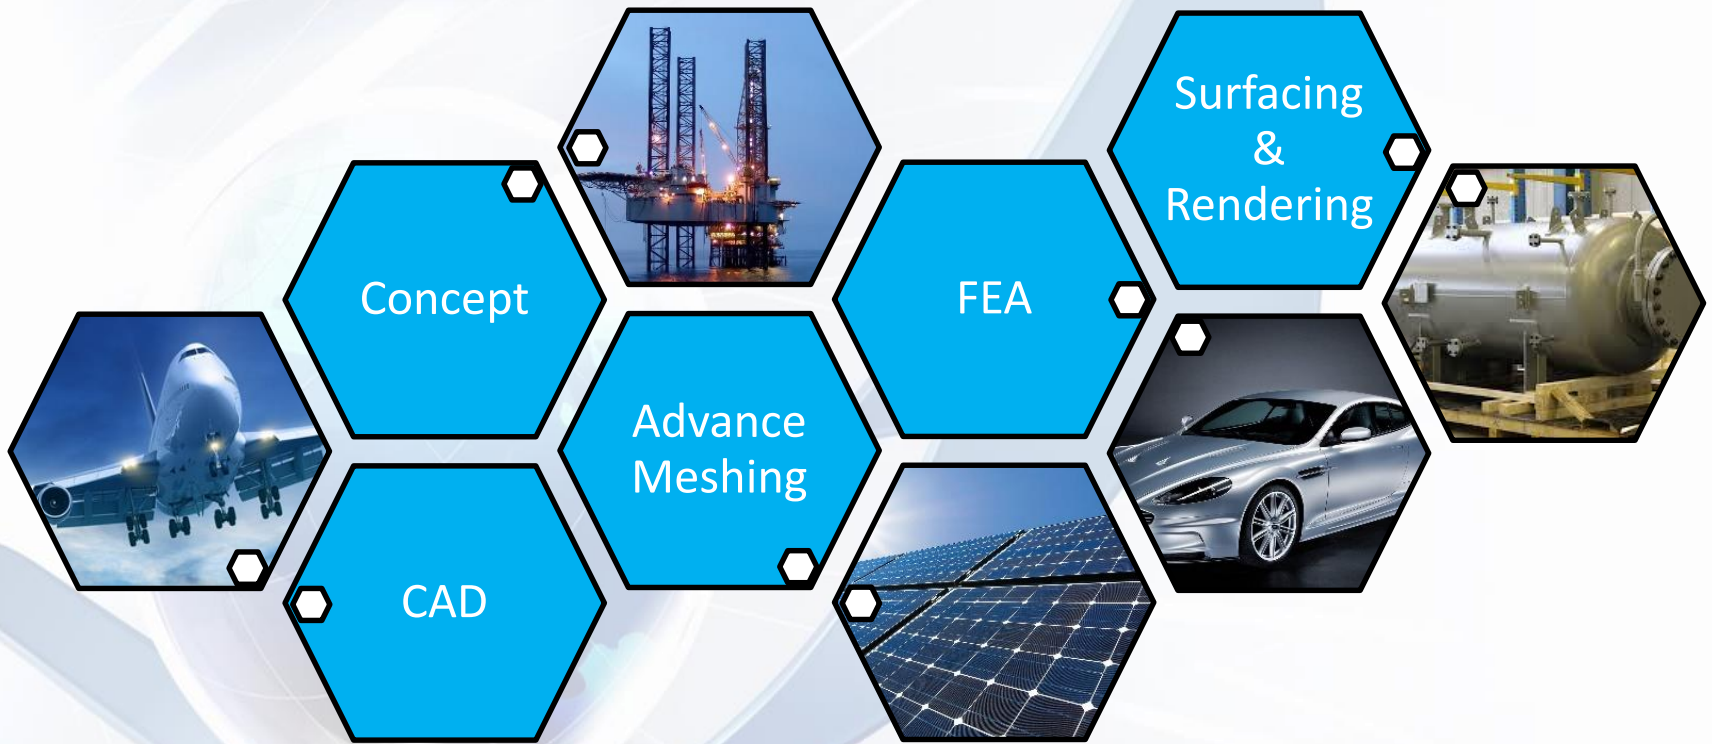 Surfacing
&
Rendering
Concept
FEA
Advance
Meshing
CAD